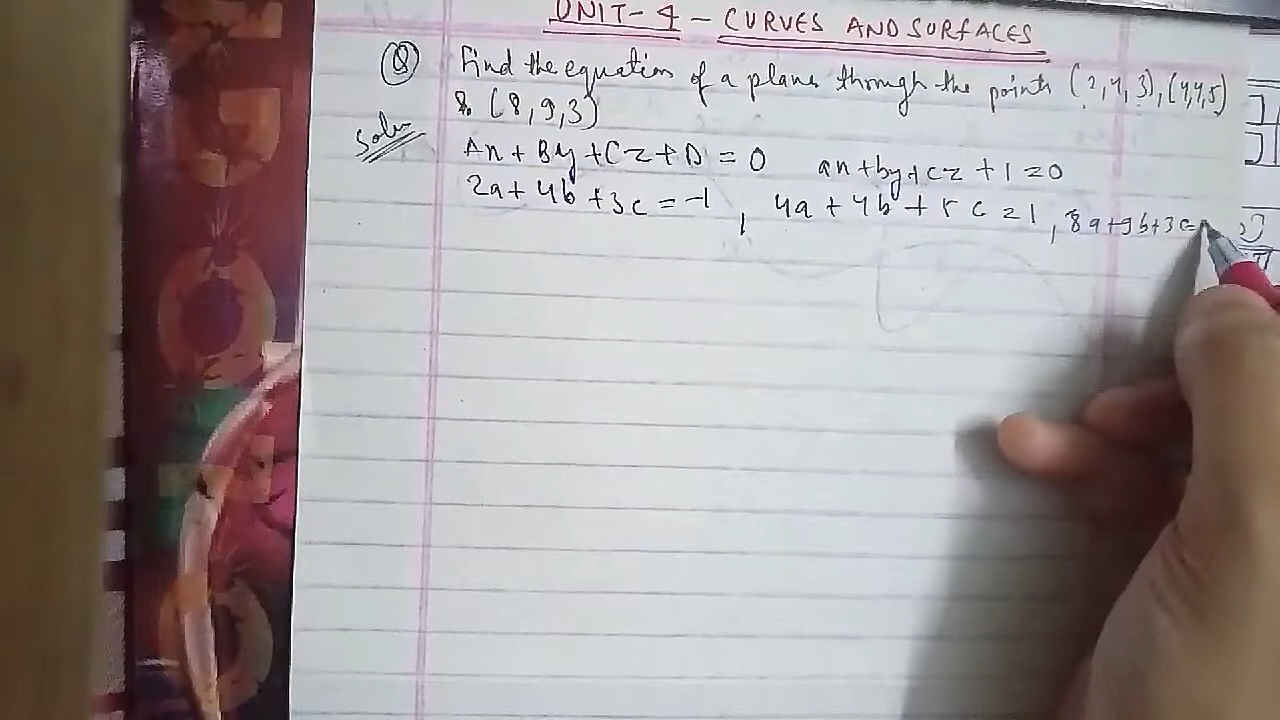 UNIT-4 - CURVES AND SURFACES
Q Find the equation of a plane through the points (2,4,3), (4,4,5)
& (8,9,3)
Soln Ax + By + Cz + D = 0 ax + by + cz + 1 = 0
2a + 4b + 3c = -1 , 4a + 4b + 5c = 1 , 8a+9b+3c=